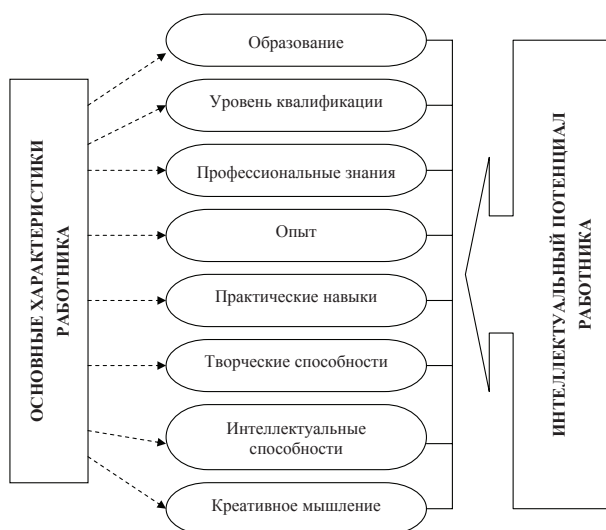 ОСНОВНЫЕ ХАРАКТЕРИСТИКИ
РАБОТНИКА
Образование
Уровень квалификации
Профессиональные знания
Опыт
Практические навыки
Творческие способности
Интеллектуальные
способности
Креативное мышление
ИНТЕЛЛЕКТУАЛЬНЫЙ ПОТЕНЦИАЛ
РАБОТНИКА